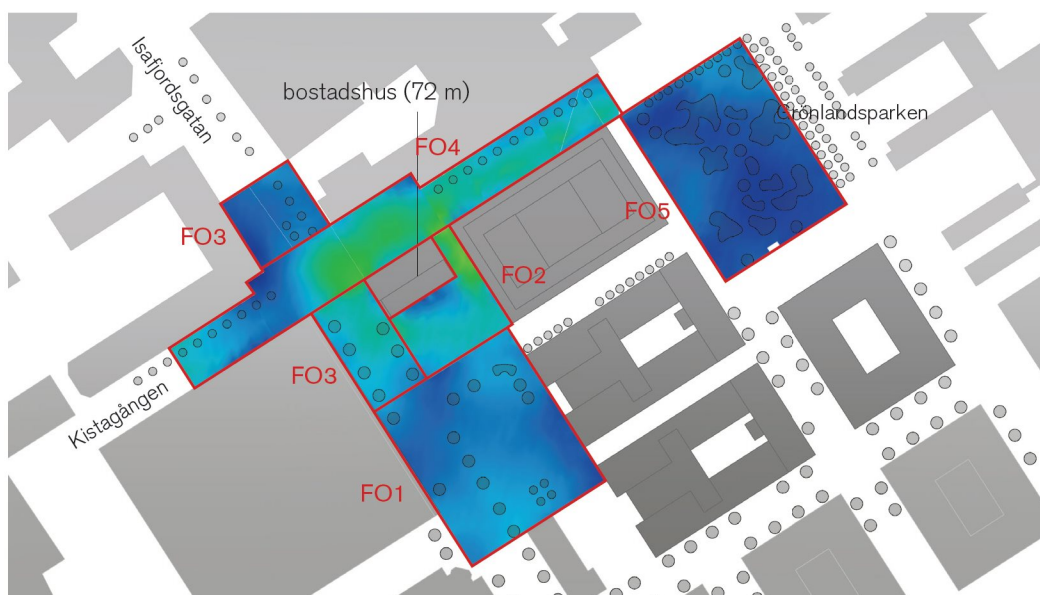 Isafjordsgatan
bostadshus (72 m)
Grönlandsparken
FO4
FO5
FO3
FO2
FO3
Kistagången
FO1